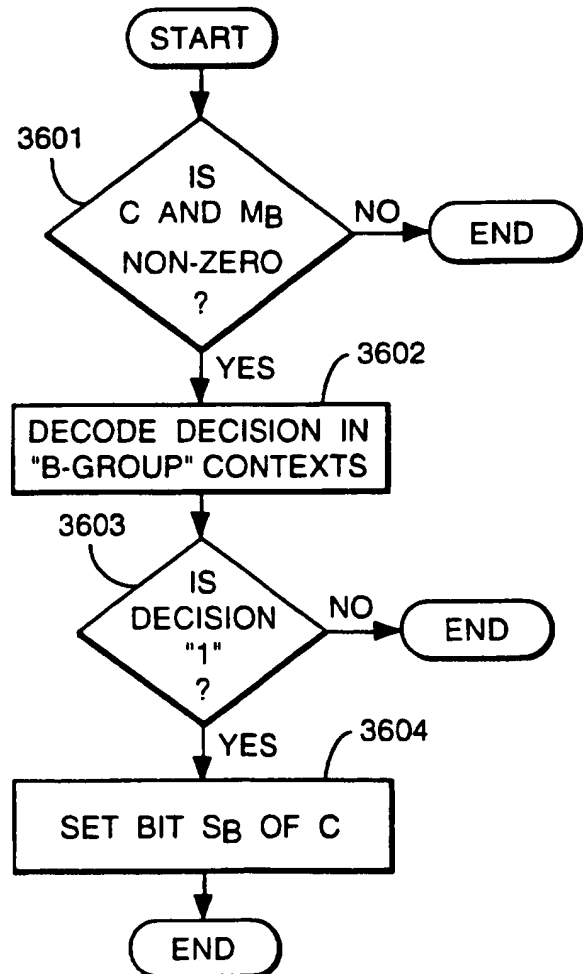 START
3601
IS
C AND MB
NON-ZERO
?
NO
END
YES
3602
DECODE DECISION IN
"B-GROUP" CONTEXTS
3603
IS
DECISION
"1"
?
NO
END
YES
3604
SET BIT SB OF C
END